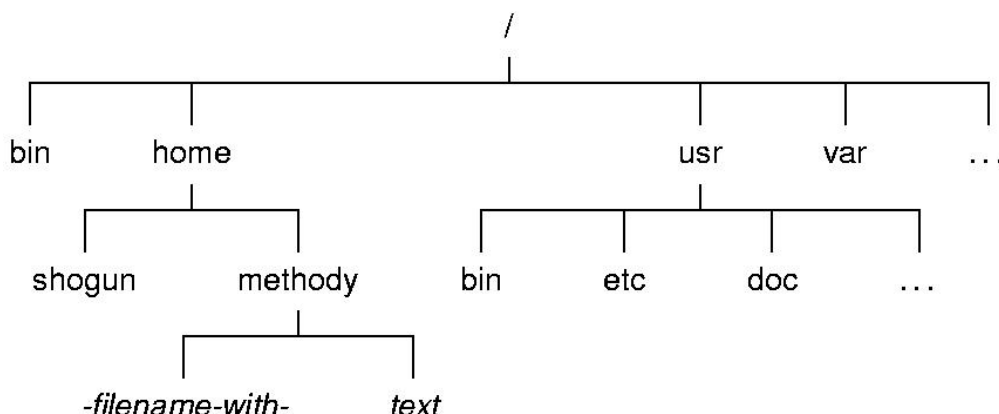 /
bin home usr var ...
shogun methody bin etc doc ...
-filename-with- text